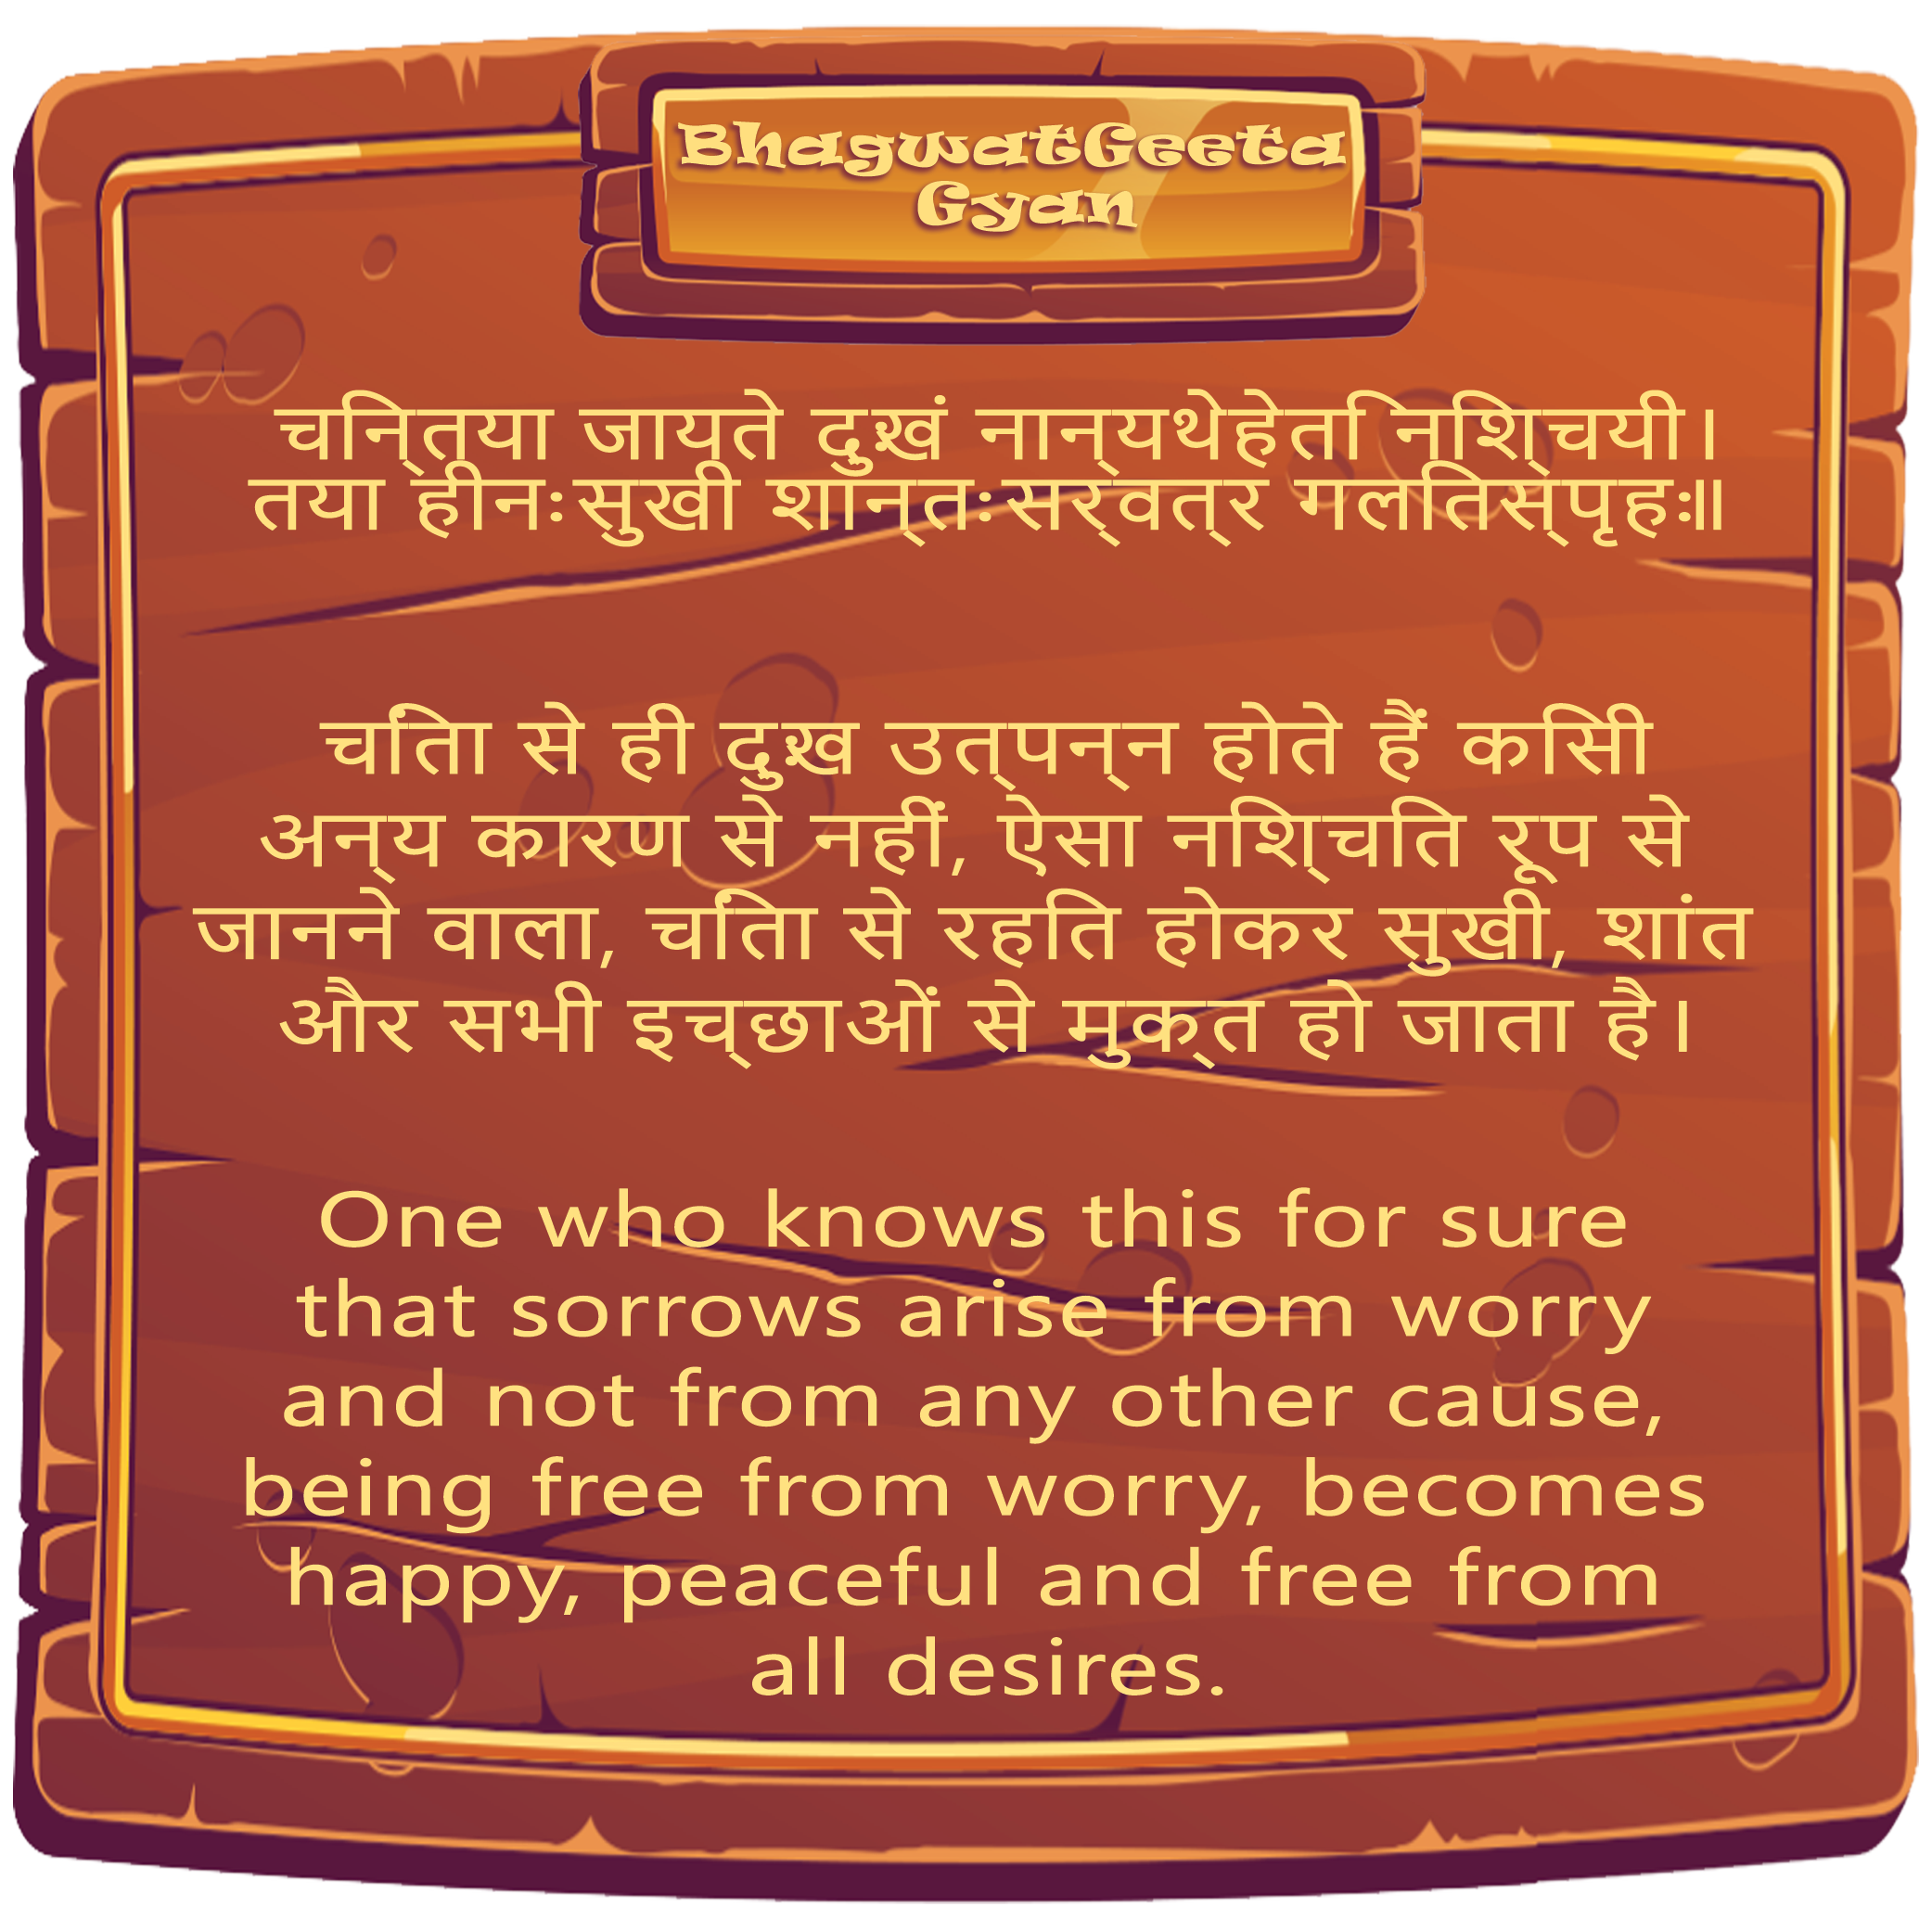 BhagwatGeeta
Gyan
चिन्तया जायते दुःखं नान्यथेहेति निश्चयी।
तया हीनःसुखी शान्तःसर्वत्र गलितस्पृहः॥
चिंता से ही दुःख उत्पन्न होते हैं किसी
अन्य कारण से नहीं, ऐसा निश्चित रूप से
जानने वाला, चिंता से रहित होकर सुखी, शांत
और सभी इच्छाओं से मुक्त हो जाता है।
One who knows this for sure
that sorrows arise from worry
and not from any other cause,
being free from worry, becomes
happy, peaceful and free from
all desires.